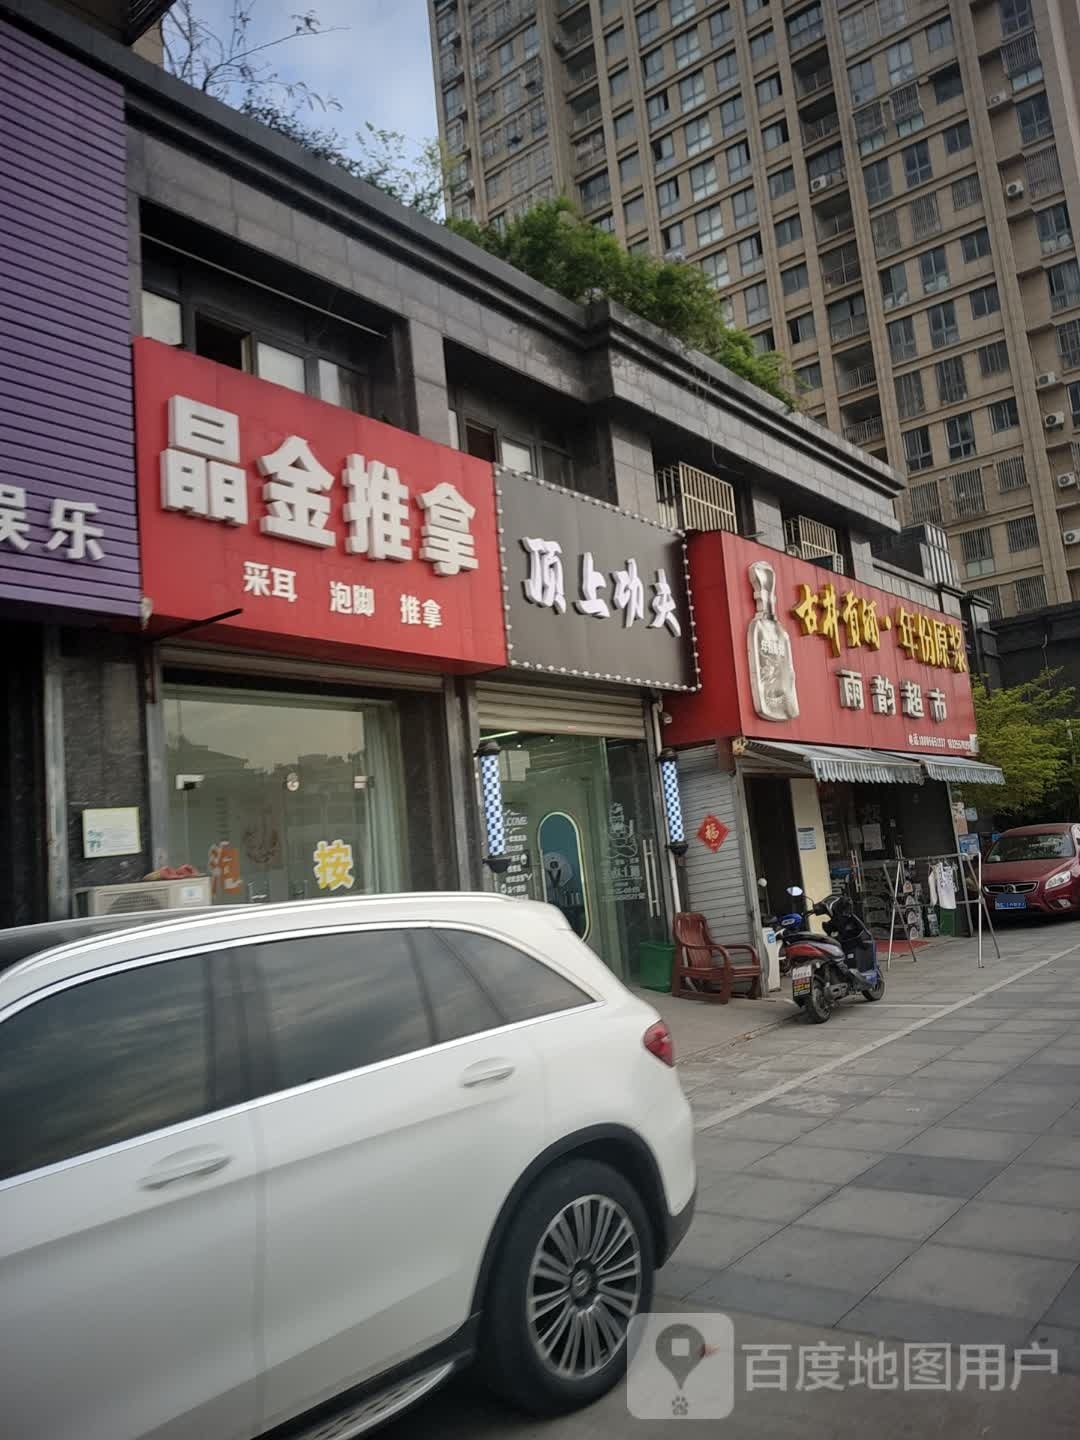 娱乐
晶金推拿
采耳 泡脚 推拿
顶上功夫
古井贡酒·年份原浆
雨韵超市
泡
按
福
百度地图用户